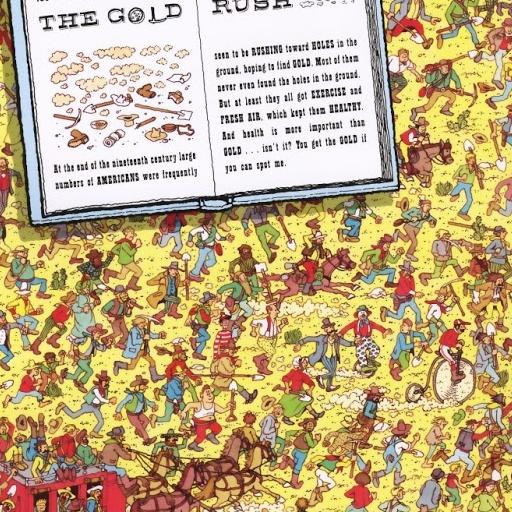 THE GOLD RUSH
At the end of the nineteenth century large
numbers of AMERICANS were frequently
seen to be RUSHING toward HOLES in the
ground, hoping to find GOLD. Most of them
never even found the holes in the ground.
But at least they all got EXERCISE and
FRESH AIR, which kept them HEALTHY.
And health is more important than
GOLD . . . isn't it? You get the GOLD if
you can spot me.